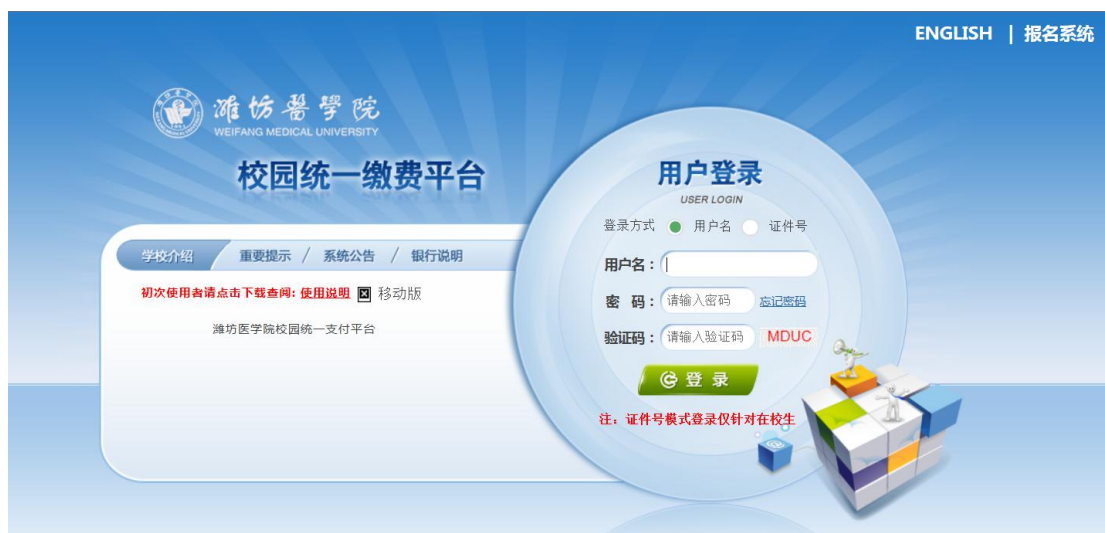 ENGLISH | 报名系统
潍坊醫學院
WEIFANG MEDICAL UNIVERSITY
校园统一缴费平台
学校介绍 重要提示 / 系统公告 / 银行说明
初次使用者请点击下载查阅: 使用说明 移动版
潍坊医学院校园统一支付平台
用户登录
USER LOGIN
登录方式 用户名 证件号
用户名：
密 码： 请输入密码 忘记密码
验证码： 请输入验证码 MDUC
登 录
注：证件号模式登录仅针对在校生